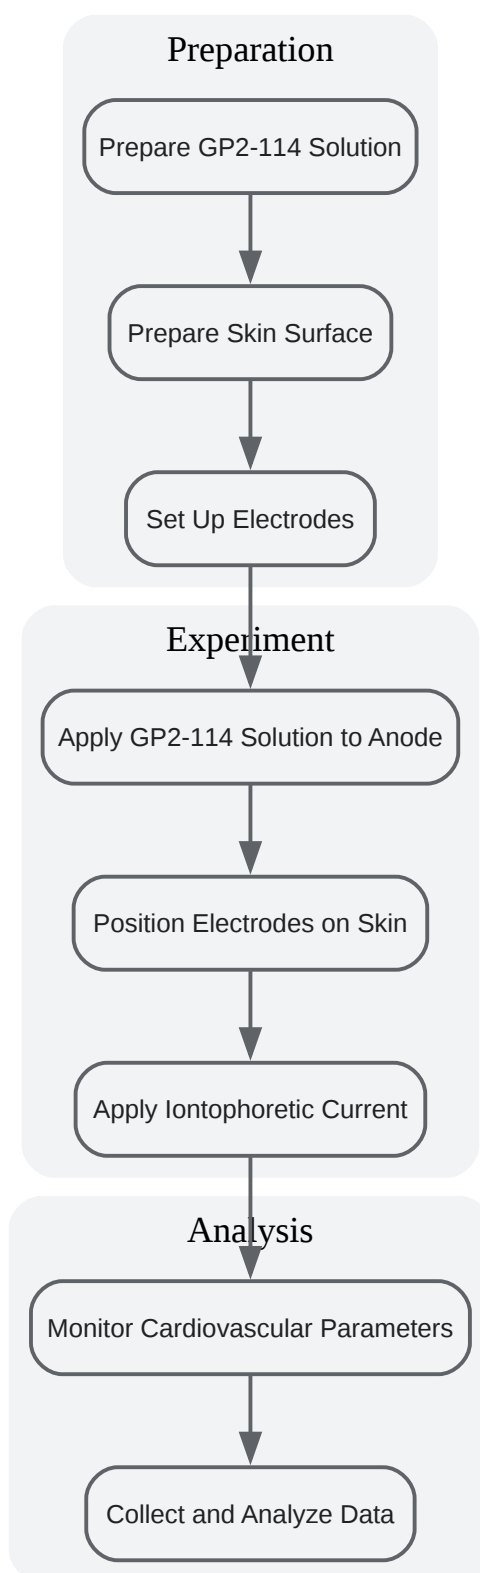 Preparation
Prepare GP2-114 Solution
Prepare Skin Surface
Set Up Electrodes
Experiment
Apply GP2-114 Solution to Anode
Position Electrodes on Skin
Apply Iontophoretic Current
Analysis
Monitor Cardiovascular Parameters
Collect and Analyze Data